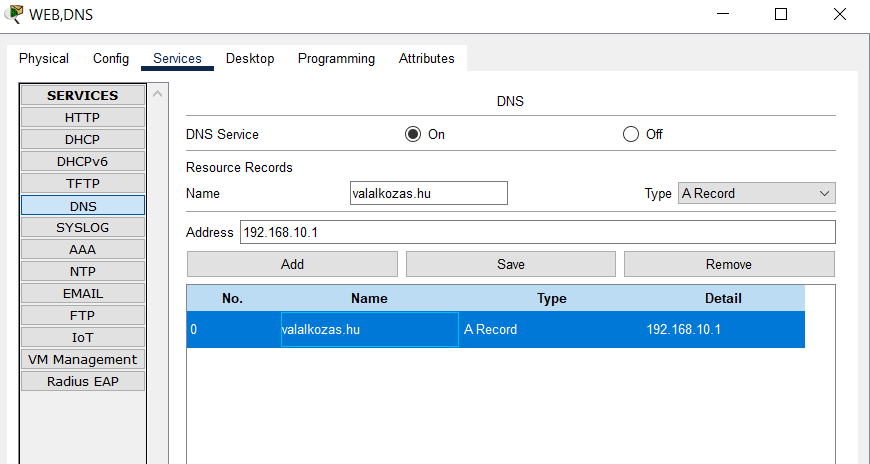 WEB,DNS
Physical Config Services Desktop Programming Attributes
SERVICES
HTTP
DHCP
DHCPv6
TFTP
DNS
SYSLOG
AAA
NTP
EMAIL
FTP
IoT
VM Management
Radius EAP
DNS
DNS Service On Off
Resource Records
Name valalkozas.hu Type A Record
Address 192.168.10.1
Add Save Remove
No. Name Type Detail
0 valalkozas.hu A Record 192.168.10.1